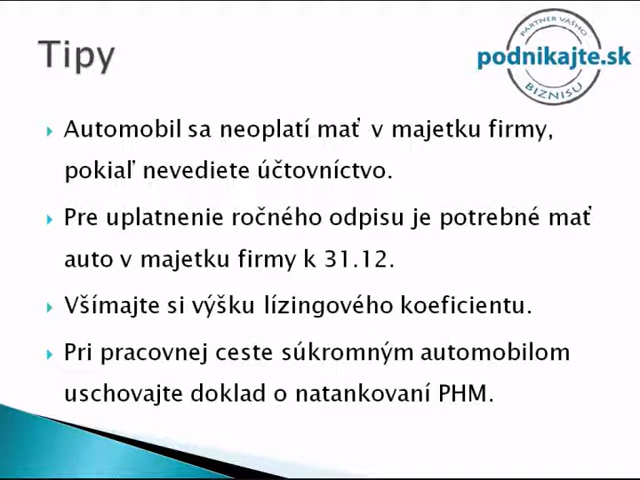 Tipy
PARTNER VÁŠHO
podnikajte.sk
BIZNISU
Automobil sa neoplatí mať v majetku firmy,
pokiaľ nevediete účtovníctvo.
Pre uplatnenie ročného odpisu je potrebné mať
auto v majetku firmy k 31.12.
Všímajte si výšku lízingového koeficientu.
Pri pracovnej ceste súkromným automobilom
uschovajte doklad o natankovaní PHM.